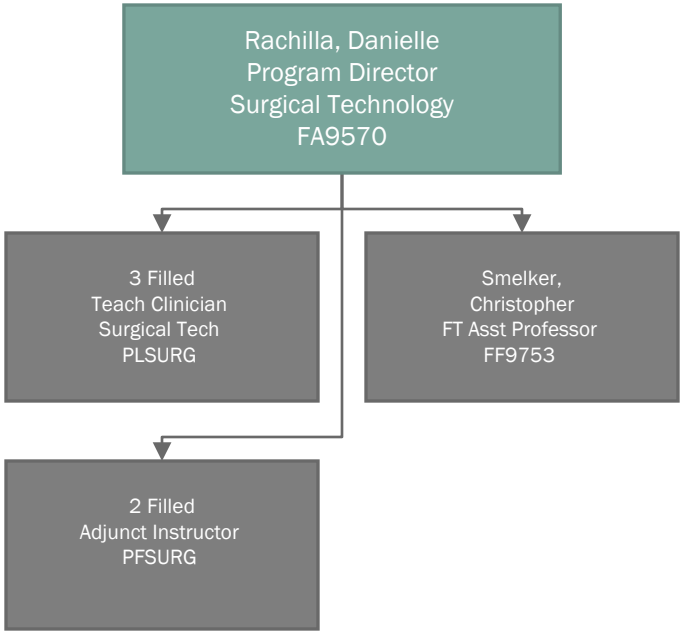 Rachilla, Danielle
Program Director
Surgical Technology
FA9570
3 Filled
Teach Clinician
Surgical Tech
PLSURG
Smelker,
Christopher
FT Asst Professor
FF9753
2 Filled
Adjunct Instructor
PFSURG